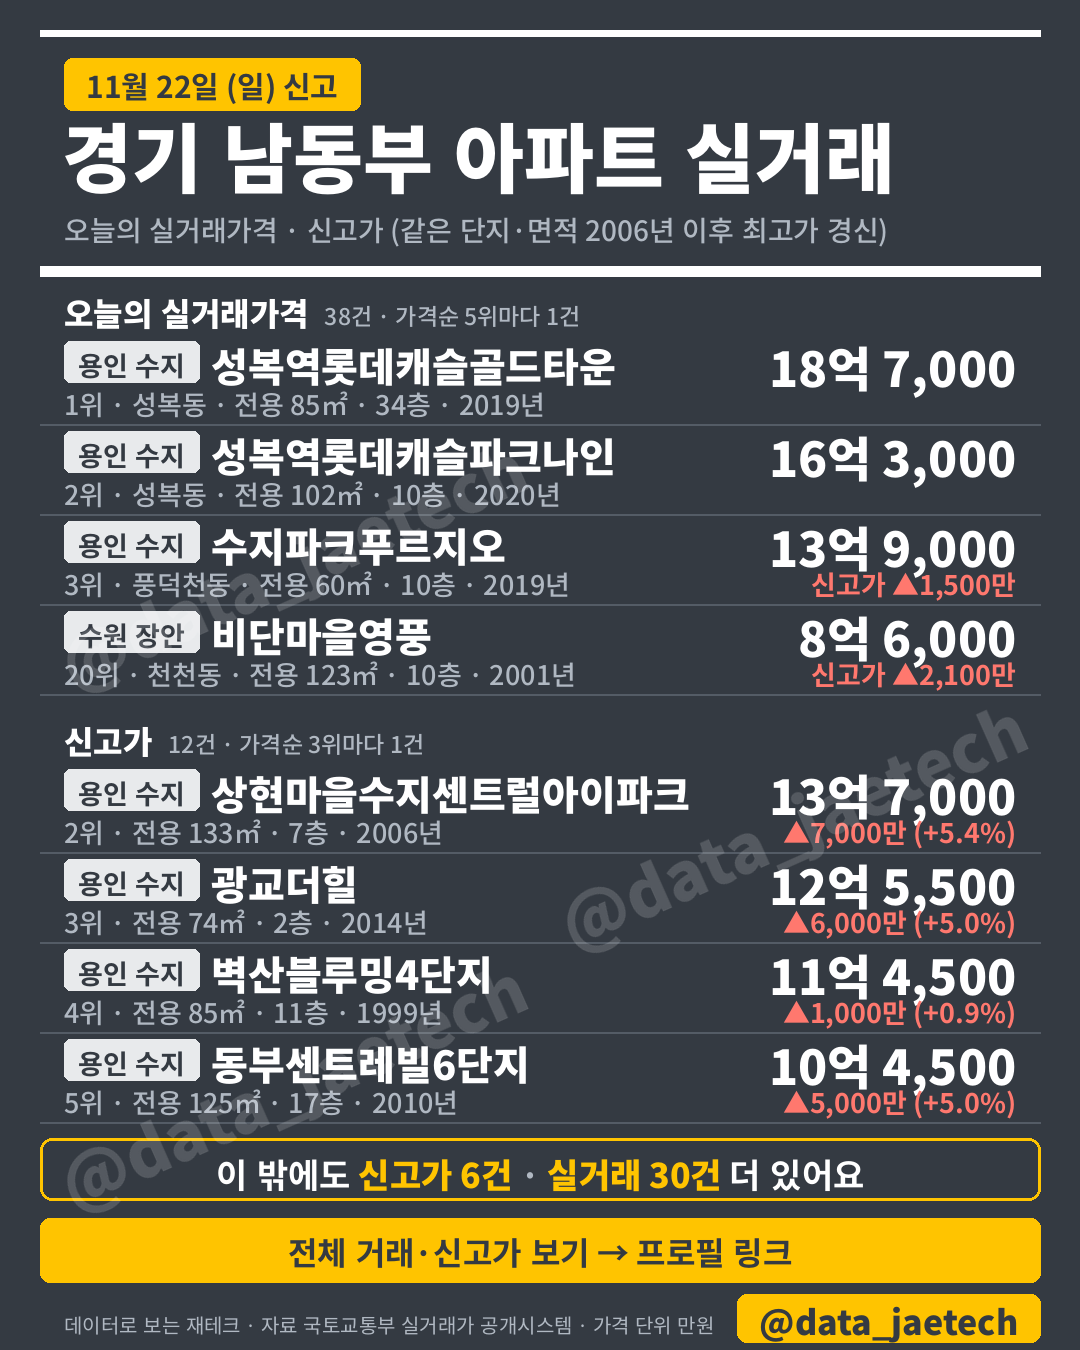 11월 22일 (일) 신고
경기 남동부 아파트 실거래
오늘의 실거래가격 · 신고가 (같은 단지·면적 2006년 이후 최고가 경신)
오늘의 실거래가격 38건 · 가격순 5위마다 1건
용인 수지 성복역롯데캐슬골드타운 18억 7,000
1위 · 성복동 · 전용 85㎡ · 34층 · 2019년
용인 수지 성복역롯데캐슬파크나인 16억 3,000
2위 · 성복동 · 전용 102㎡ · 10층 · 2020년
용인 수지 수지파크푸르지오 13억 9,000
3위 · 풍덕천동 · 전용 60㎡ · 10층 · 2019년 신고가 ▲1,500만
수원 장안 비단마을영풍 8억 6,000
20위 · 천천동 · 전용 123㎡ · 10층 · 2001년 신고가 ▲2,100만
신고가 12건 · 가격순 3위마다 1건
용인 수지 상현마을수지센트럴아이파크 13억 7,000
2위 · 전용 133㎡ · 7층 · 2006년 ▲7,000만 (+5.4%)
용인 수지 광교더힐 12억 5,500
3위 · 전용 74㎡ · 2층 · 2014년 ▲6,000만 (+5.0%)
용인 수지 벽산블루밍4단지 11억 4,500
4위 · 전용 85㎡ · 11층 · 1999년 ▲1,000만 (+0.9%)
용인 수지 동부센트레빌6단지 10억 4,500
5위 · 전용 125㎡ · 17층 · 2010년 ▲5,000만 (+5.0%)
이 밖에도 신고가 6건 · 실거래 30건 더 있어요
전체 거래·신고가 보기 → 프로필 링크
데이터로 보는 재테크 · 자료 국토교통부 실거래가 공개시스템 · 가격 단위 만원 @data_jaetech
@data_jaetech
@data_jaetech
@data_jaetech